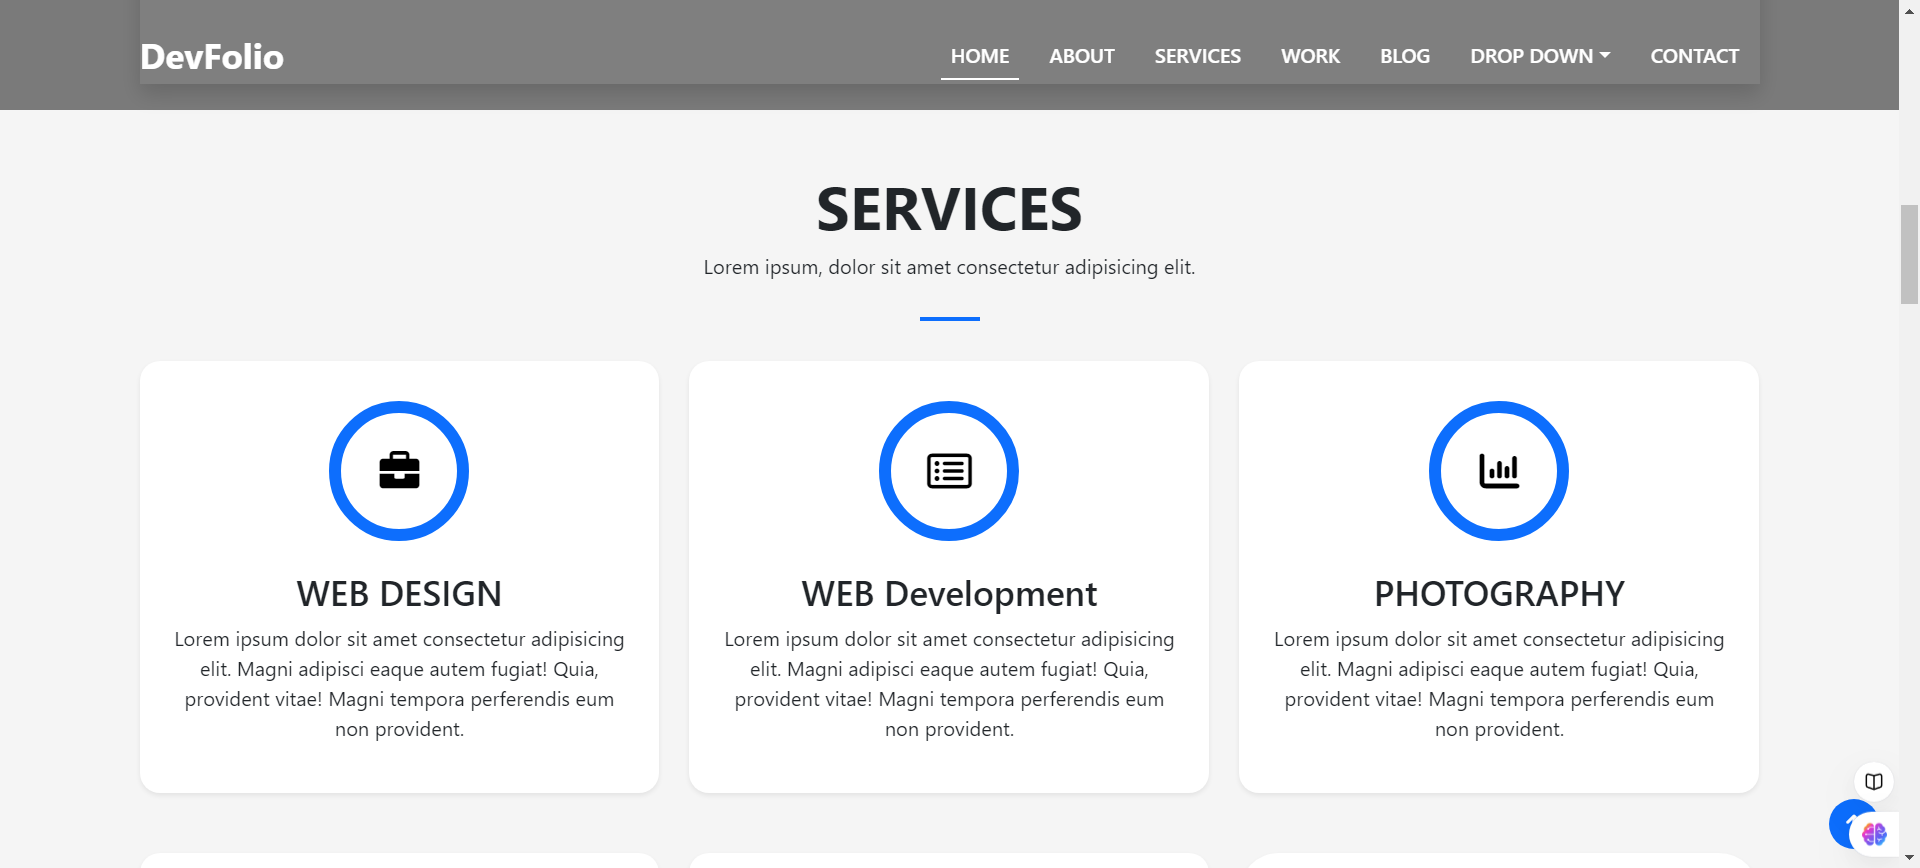 DevFolio
HOME
ABOUT
SERVICES
WORK
BLOG
DROP DOWN
CONTACT
SERVICES
Lorem ipsum, dolor sit amet consectetur adipisicing elit.
WEB DESIGN
Lorem ipsum dolor sit amet consectetur adipisicing
elit. Magni adipisci eaque autem fugiat! Quia,
provident vitae! Magni tempora perferendis eum
non provident.
WEB Development
Lorem ipsum dolor sit amet consectetur adipisicing
elit. Magni adipisci eaque autem fugiat! Quia,
provident vitae! Magni tempora perferendis eum
non provident.
PHOTOGRAPHY
Lorem ipsum dolor sit amet consectetur adipisicing
elit. Magni adipisci eaque autem fugiat! Quia,
provident vitae! Magni tempora perferendis eum
non provident.